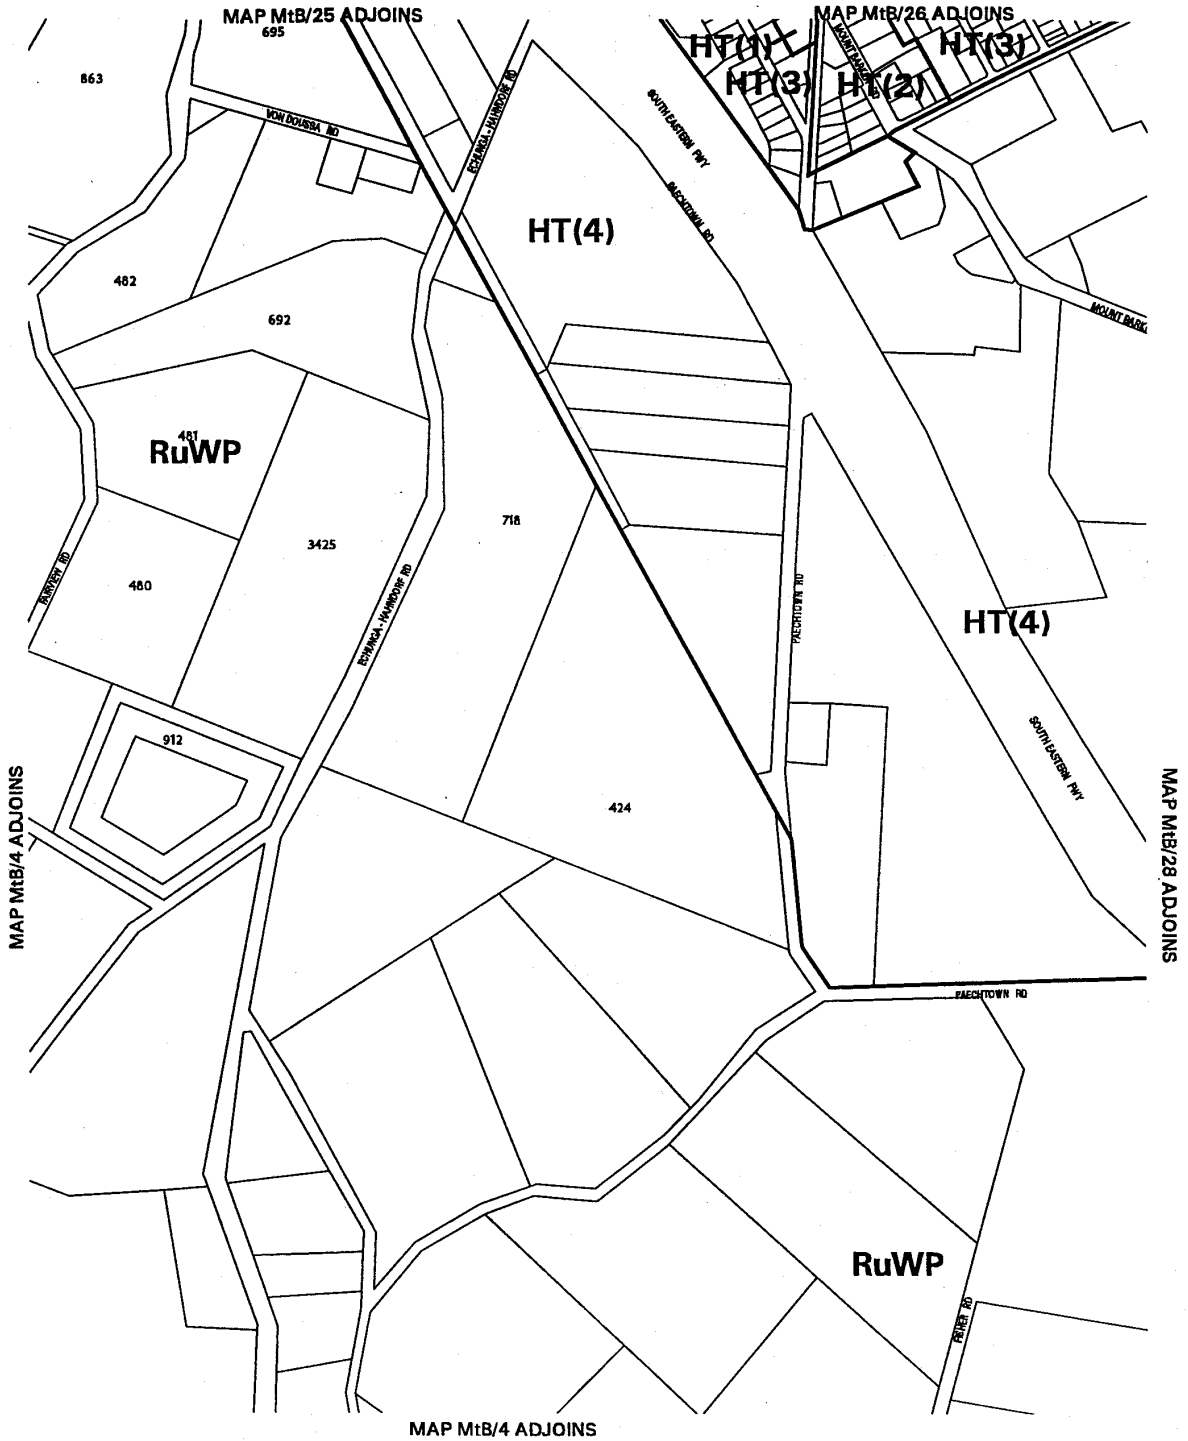 MAP MtB/25 ADJOINS
MAP MtB/26 ADJOINS
695
863
HT(1)
HT(3)
HT(3)
HT(2)
MOUNT BARKER RD
VON DOUSSA RD
ECHUNGA - HAHNDORF RD
SOUTH EASTERN FWY
PAECHTOWN RD
HT(4)
482
692
MOUNT BARK
481
RuWP
718
3425
480
FAIRVIEW RD
ECHUNGA - HAHNDORF RD
PAECHTOWN RD
HT(4)
SOUTH EASTERN FWY
912
424
MAP MtB/4 ADJOINS
MAP MtB/28 ADJOINS
PAECHTOWN RD
RuWP
FISHER RD
MAP MtB/4 ADJOINS